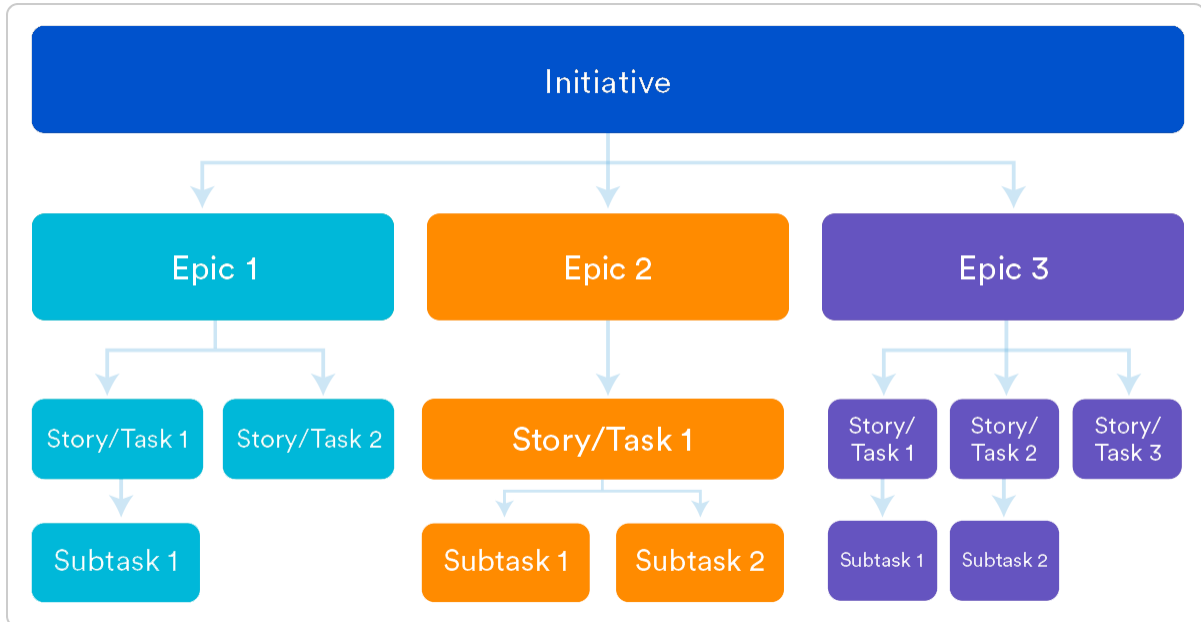 Initiative
Epic 1
Epic 2
Epic 3
Story/Task 1
Story/Task 2
Story/Task 1
Story/
Task 1
Story/
Task 2
Story/
Task 3
Subtask 1
Subtask 1
Subtask 2
Subtask 1
Subtask 2